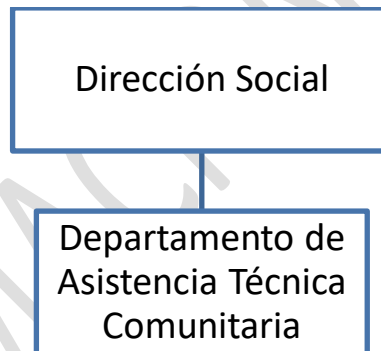 Dirección Social
Departamento de
Asistencia Técnica
Comunitaria